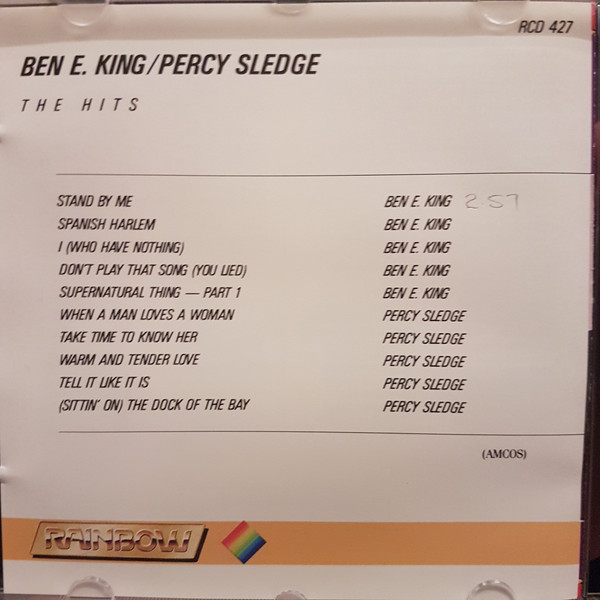 RCD 427
BEN E. KING/PERCY SLEDGE
THE HITS
STAND BY ME BEN E. KING 257
SPANISH HARLEM BEN E. KING
I (WHO HAVE NOTHING) BEN E. KING
DON'T PLAY THAT SONG (YOU LIED) BEN E. KING
SUPERNATURAL THING — PART 1 BEN E. KING
WHEN A MAN LOVES A WOMAN PERCY SLEDGE
TAKE TIME TO KNOW HER PERCY SLEDGE
WARM AND TENDER LOVE PERCY SLEDGE
TELL IT LIKE IT IS PERCY SLEDGE
(SITTIN' ON) THE DOCK OF THE BAY PERCY SLEDGE
(AMCOS)
RAINBOW